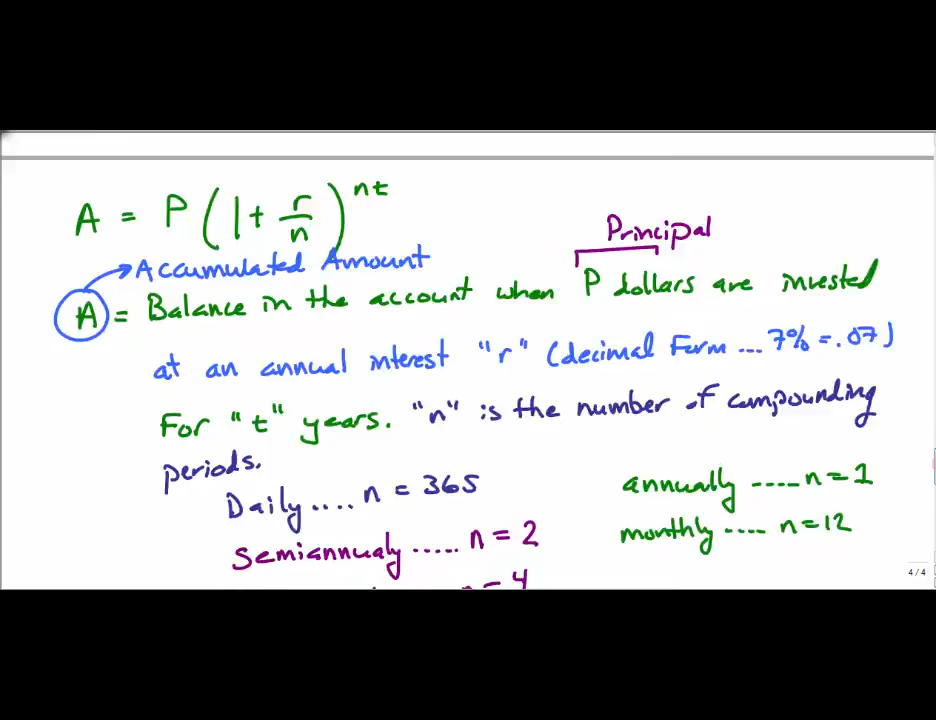 A = P(1+ r/n)^nt
Principal
Accumulated Amount
A = Balance in the account when P dollars are invested
at an annual interest "r" (decimal Form ... 7% = .07)
For "t" years. "n" is the number of compounding
periods.
Daily .... n = 365
annually ---- n = 1
Semiannualy ..... n = 2
monthly .... n = 12
n = 4
4 / 4